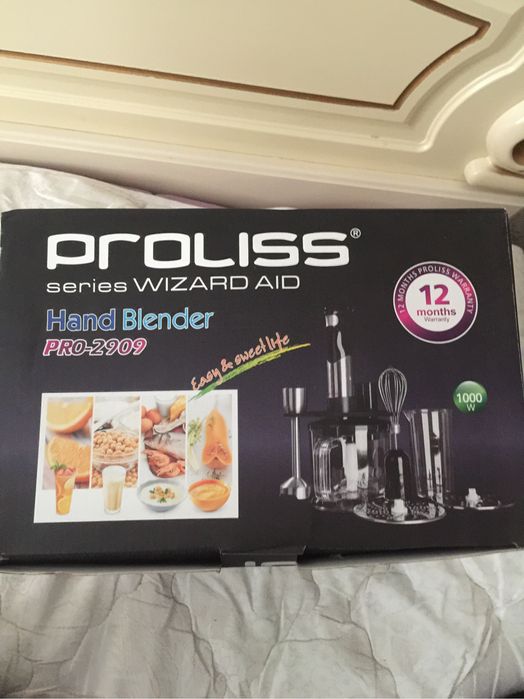 PROLISS®
series WIZARD AID
Hand Blender
PRO-2909
Easy & sweet life
12 MONTHS PROLISS WARRANTY
12
months
Warranty
1000
W